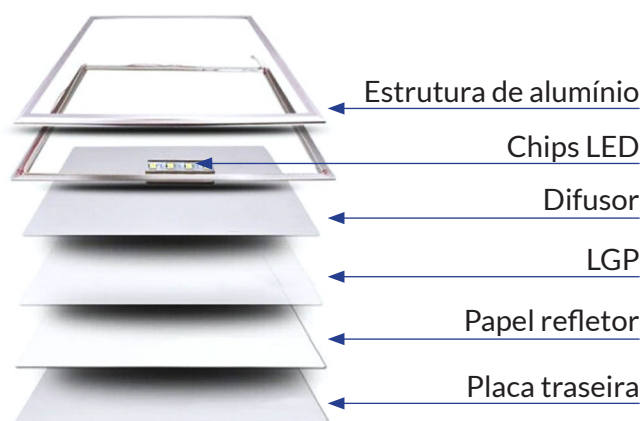 Estrutura de alumínio
Chips LED
Difusor
LGP
Papel refletor
Placa traseira